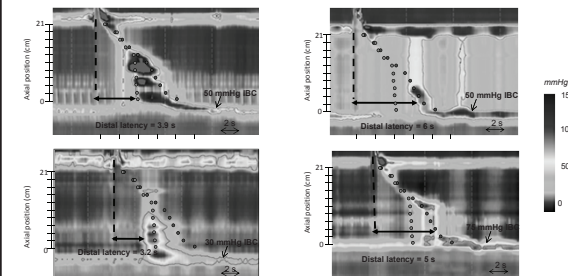 21
Axial position (cm)
0
50 mmHg IBC
Distal latency = 3.9 s
2 s
21
Axial position (cm)
0
50 mmHg IBC
Distal latency = 6 s
2 s
mmHg
15
10
50
0
21
Axial position (cm)
0
30 mmHg IBC
Distal latency = 3.2 s
2 s
21
Axial position (cm)
0
mmHg IBC
Distal latency = 5 s
2 s